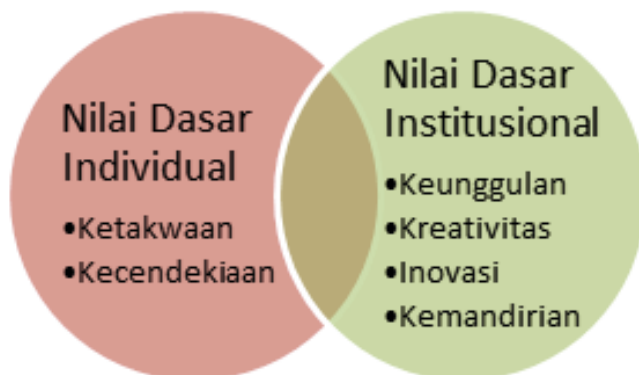 Nilai Dasar
Individual
•Ketakwaan
•Kecendekiaan
Nilai Dasar
Institusional
•Keunggulan
•Kreativitas
•Inovasi
•Kemandirian